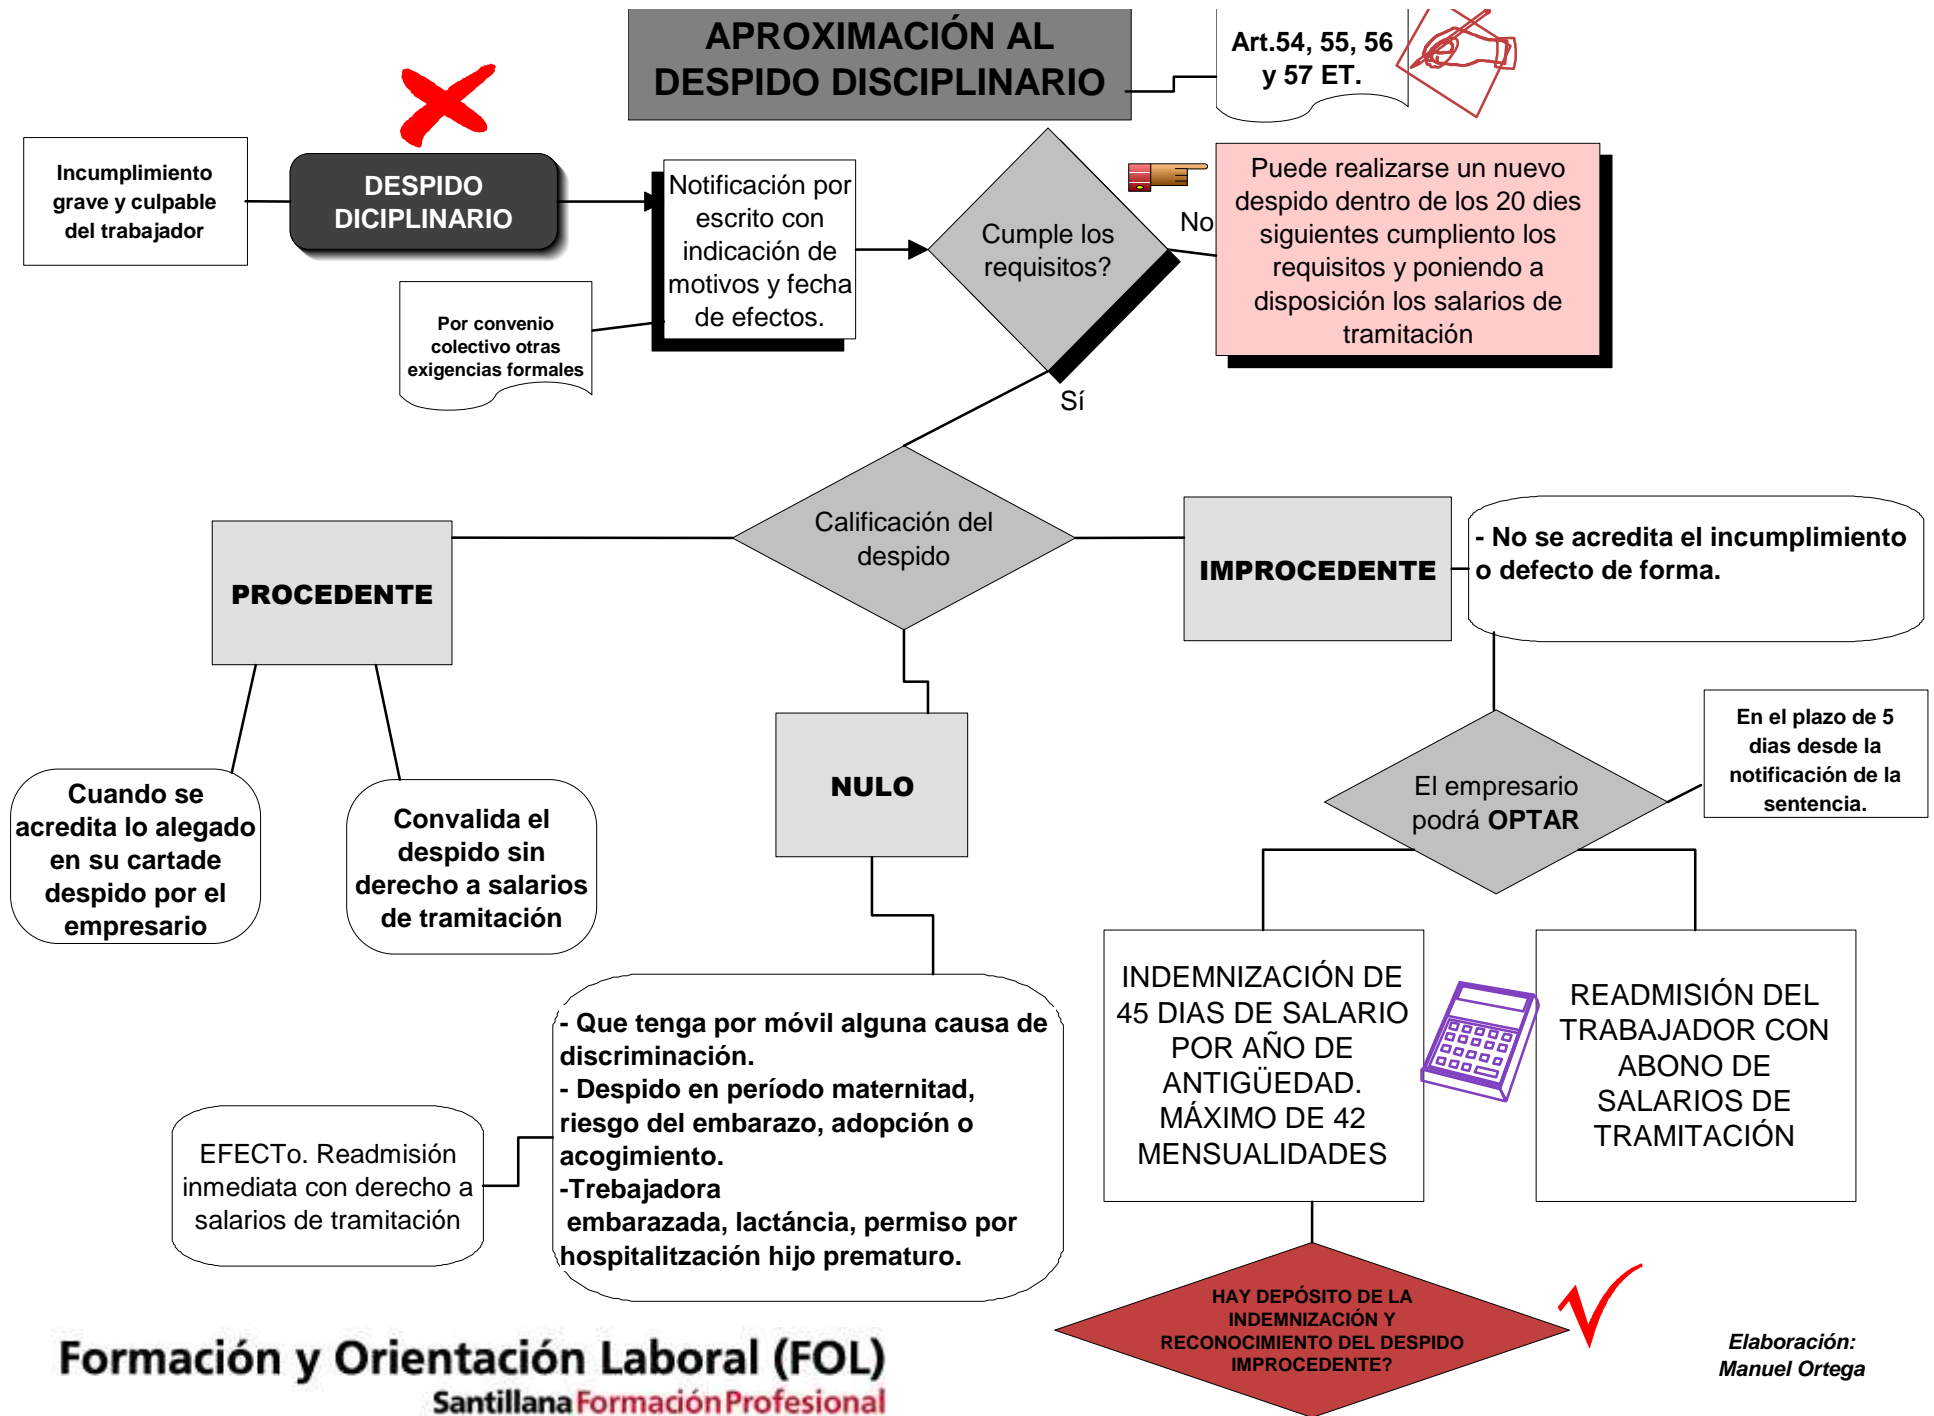 APROXIMACIÓN AL
DESPIDO DISCIPLINARIO
Art.54, 55, 56
y 57 ET.
Incumplimiento
grave y culpable
del trabajador
DESPIDO
DICIPLINARIO
Notificación por
escrito con
indicación de
motivos y fecha
de efectos.
Por convenio
colectivo otras
exigencias formales
Cumple los
requisitos?
No
Puede realizarse un nuevo
despido dentro de los 20 dies
siguientes cumpliento los
requisitos y poniendo a
disposición los salarios de
tramitación
Sí
Calificación del
despido
PROCEDENTE
IMPROCEDENTE
- No se acredita el incumplimiento
o defecto de forma.
NULO
Cuando se
acredita lo alegado
en su cartade
despido por el
empresario
Convalida el
despido sin
derecho a salarios
de tramitación
El empresario
podrá OPTAR
En el plazo de 5
dias desde la
notificación de la
sentencia.
INDEMNIZACIÓN DE
45 DIAS DE SALARIO
POR AÑO DE
ANTIGÜEDAD.
MÁXIMO DE 42
MENSUALIDADES
READMISIÓN DEL
TRABAJADOR CON
ABONO DE
SALARIOS DE
TRAMITACIÓN
- Que tenga por móvil alguna causa de
discriminación.
- Despido en período maternitad,
riesgo del embarazo, adopción o
acogimiento.
-Trebajadora
embarazada, lactáncia, permiso por
hospitalitzación hijo prematuro.
EFECTo. Readmisión
inmediata con derecho a
salarios de tramitación
HAY DEPÓSITO DE LA
INDEMNIZACIÓN Y
RECONOCIMIENTO DEL DESPIDO
IMPROCEDENTE?
Formación y Orientación Laboral (FOL)
Santillana Formación Profesional
Elaboración:
Manuel Ortega